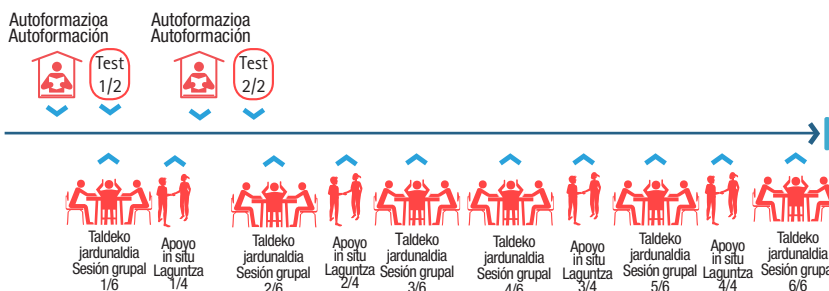 Autoformazioa
Autoformación
Test
1/2
Autoformazioa
Autoformación
Test
2/2
Taldeko
jardunaldia
Sesión grupal
1/6
Apoyo
in situ
Laguntza
1/4
Taldeko
jardunaldia
Sesión grupal
2/6
Apoyo
in situ
Laguntza
2/4
Taldeko
jardunaldia
Sesión grupal
3/6
Taldeko
jardunaldia
Sesión grupal
4/6
Apoyo
in situ
Laguntza
3/4
Taldeko
jardunaldia
Sesión grupal
5/6
Apoyo
in situ
Laguntza
4/4
Taldeko
jardunaldia
Sesión grupal
6/6